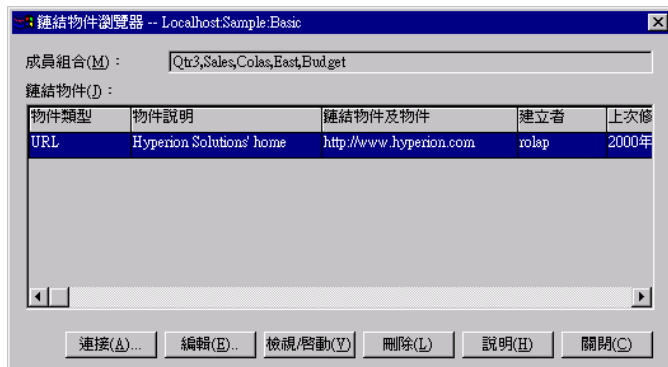 鏈結物件瀏覽器 -- Localhost:Sample:Basic
成員組合(M)： Qtr3,Sales,Colas,East,Budget
鏈結物件(J)：
物件類型 物件說明 鏈結物件及物件 建立者 上次修
URL Hyperion Solutions' home http://www.hyperion.com rolap 2000年
連接(A)... 編輯(E).. 檢視/啓動(V) 刪除(L) 說明(H) 關閉(C)